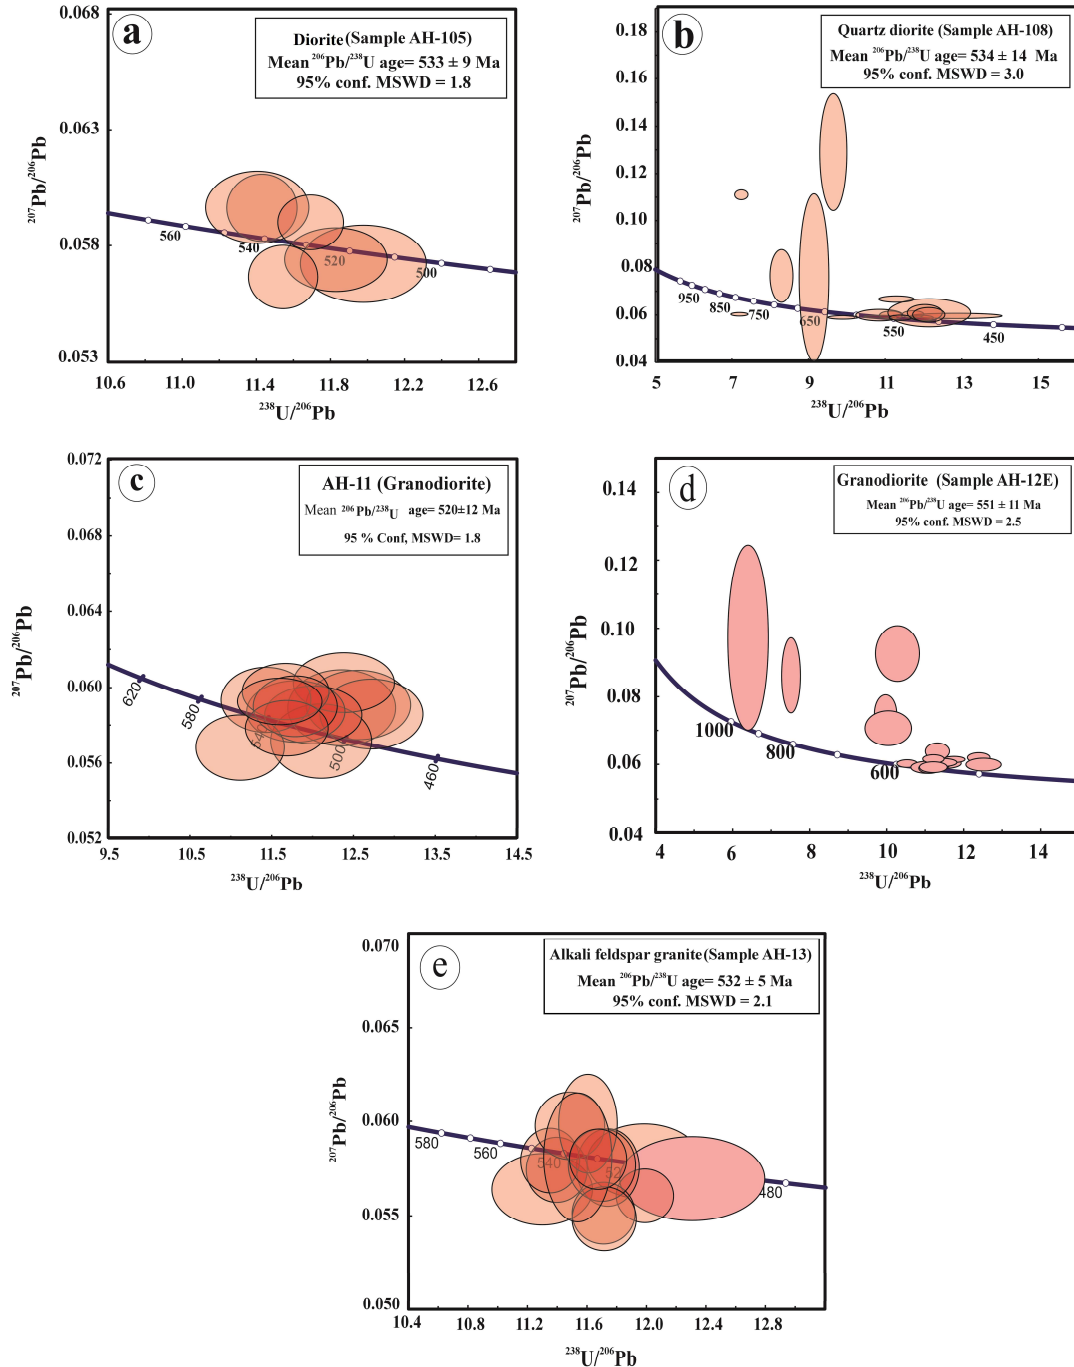 a
Diorite(Sample AH-105)
Mean ²⁰⁶Pb/²³⁸U age= 533 ± 9 Ma
95% conf. MSWD = 1.8
0.068
0.063
0.058
0.053
²⁰⁷Pb/²⁰⁶Pb
560
540
520
500
10.6 11.0 11.4 11.8 12.2 12.6
²³⁸U/²⁰⁶Pb
b
Quartz diorite (Sample AH-108)
Mean ²⁰⁶Pb/²³⁸U age= 534 ± 14 Ma
95% conf. MSWD = 3.0
0.18
0.16
0.14
0.12
0.10
0.08
0.06
0.04
²⁰⁷Pb/²⁰⁶Pb
950
850
750
650
550
450
5 7 9 11 13 15
²³⁸U/²⁰⁶Pb
c
AH-11 (Granodiorite)
Mean ²⁰⁶Pb/²³⁸U age= 520±12 Ma
95 % Conf, MSWD= 1.8
0.072
0.068
0.064
0.060
0.056
0.052
²⁰⁷Pb/²⁰⁶Pb
620
580
540
500
460
9.5 10.5 11.5 12.5 13.5 14.5
²³⁸U/²⁰⁶Pb
d
Granodiorite (Sample AH-12E)
Mean ²⁰⁶Pb/²³⁸U age= 551 ± 11 Ma
95% conf. MSWD = 2.5
0.14
0.12
0.10
0.08
0.06
0.04
²⁰⁷Pb/²⁰⁶Pb
1000
800
600
4 6 8 10 12 14
²³⁸U/²⁰⁶Pb
e
Alkali feldspar granite(Sample AH-13)
Mean ²⁰⁶Pb/²³⁸U age= 532 ± 5 Ma
95% conf. MSWD = 2.1
0.070
0.065
0.060
0.055
0.050
²⁰⁷Pb/²⁰⁶Pb
580
560
540
480
10.4 10.8 11.2 11.6 12.0 12.4 12.8
²³⁸U/²⁰⁶Pb